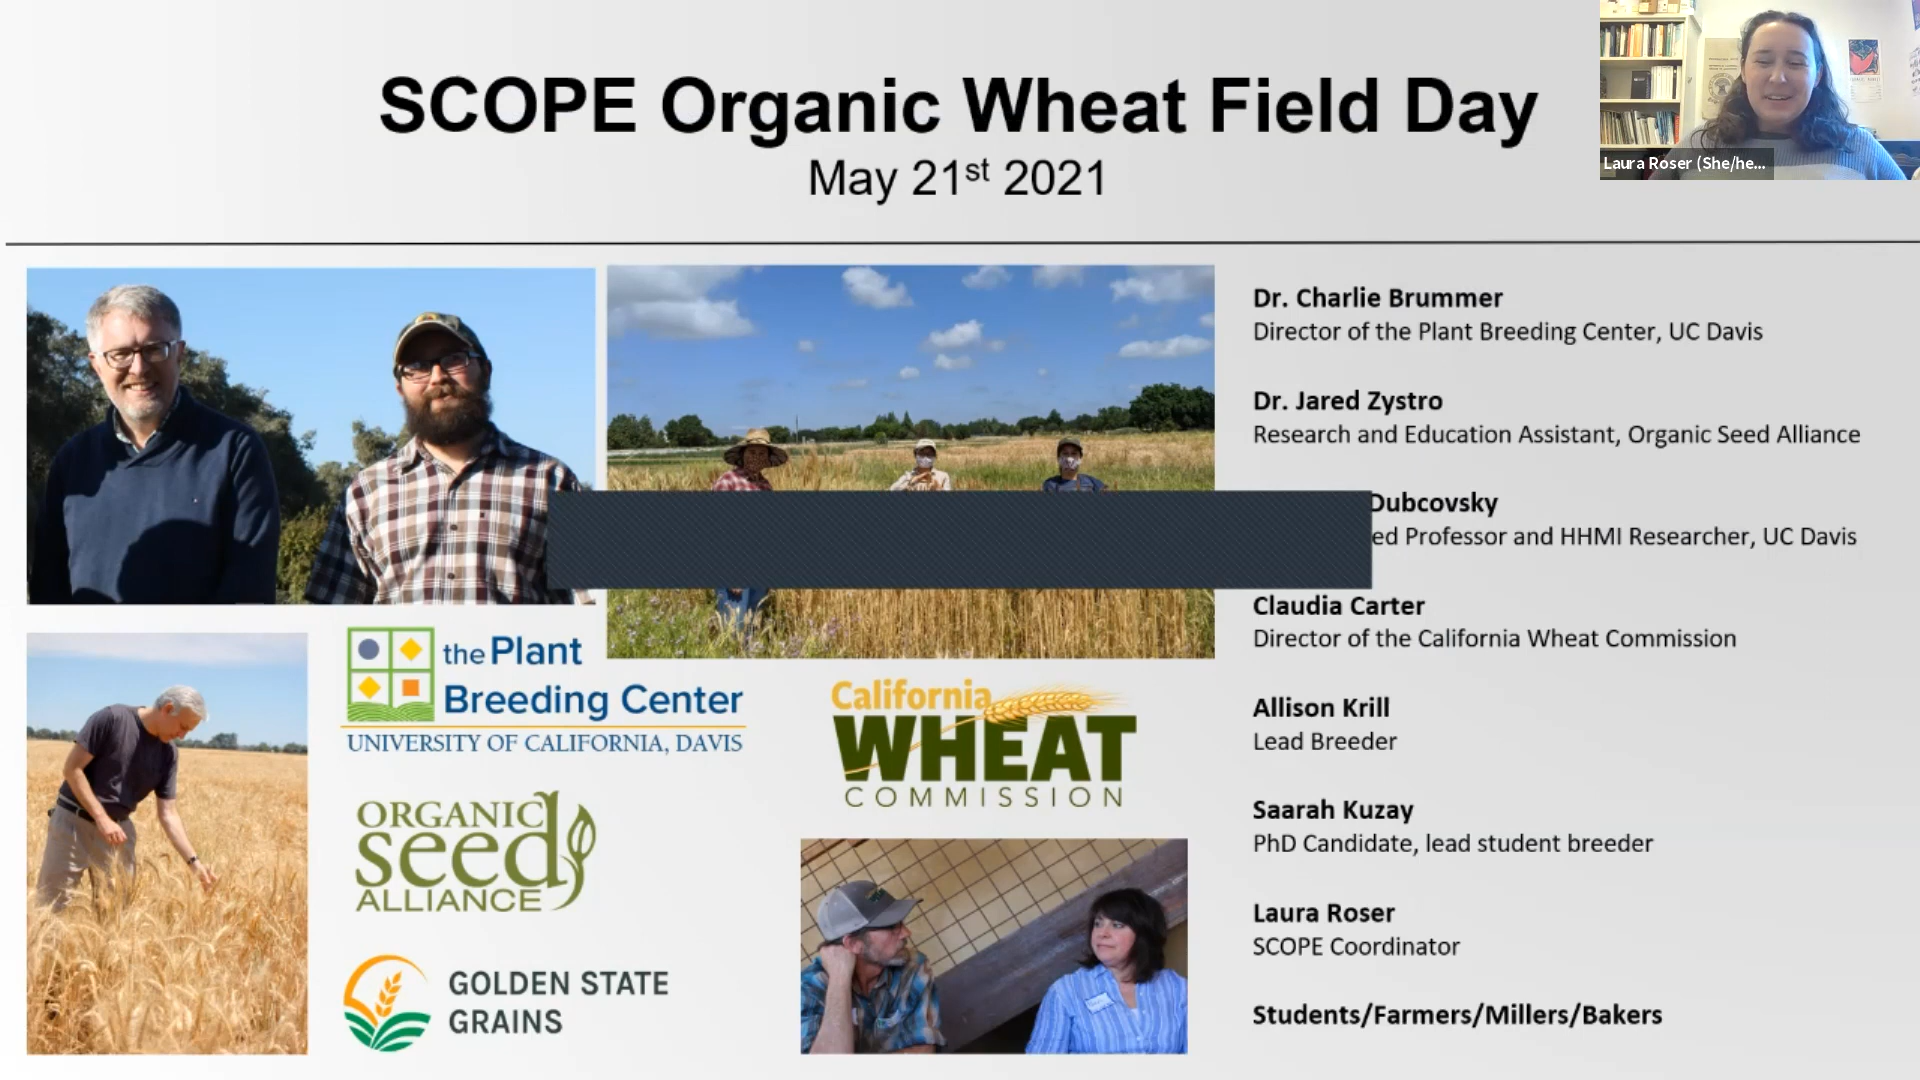 SCOPE Organic Wheat Field Day
May 21st 2021
Laura Roser (She/he...
Dr. Charlie Brummer
Director of the Plant Breeding Center, UC Davis
Dr. Jared Zystro
Research and Education Assistant, Organic Seed Alliance
Dubcovsky
ed Professor and HHMI Researcher, UC Davis
Claudia Carter
Director of the California Wheat Commission
Allison Krill
Lead Breeder
Saarah Kuzay
PhD Candidate, lead student breeder
Laura Roser
SCOPE Coordinator
Students/Farmers/Millers/Bakers
the Plant
Breeding Center
UNIVERSITY OF CALIFORNIA, DAVIS
ORGANIC
seed
ALLIANCE
GOLDEN STATE
GRAINS
California
WHEAT
COMMISSION